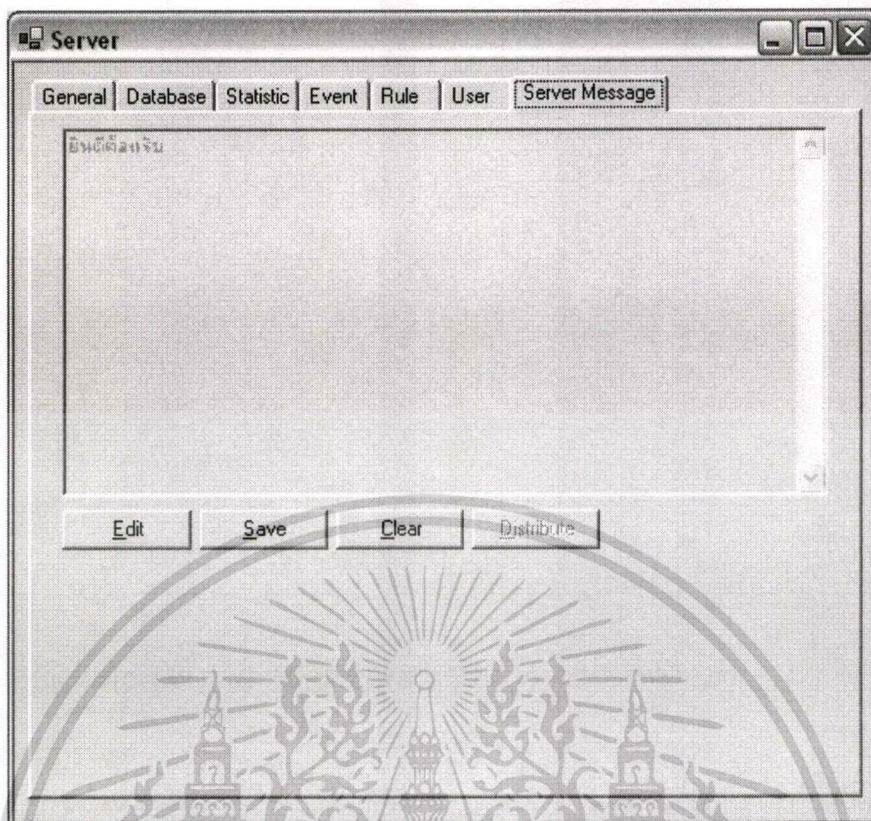 Server
General Database Statistic Event Rule User Server Message
ยินดีต้อนรับ
Edit Save Clear Distribute